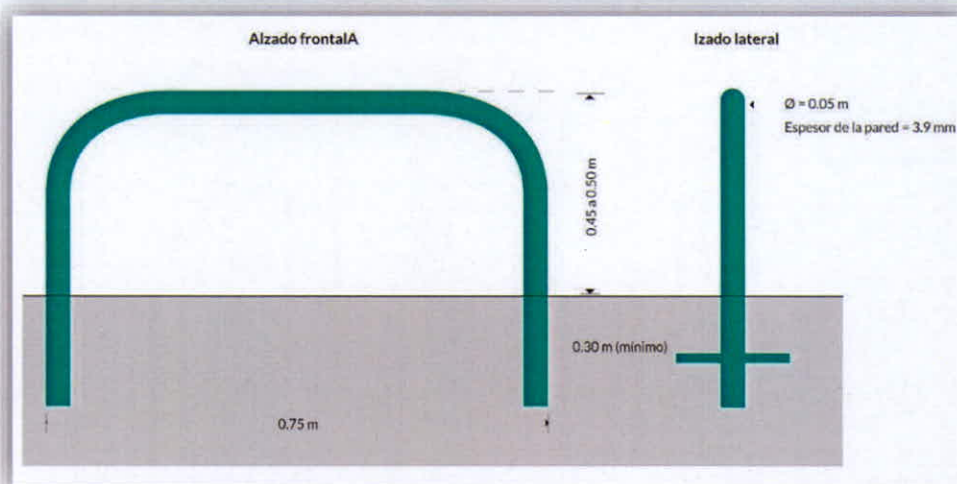 Alzado frontalA
Izado lateral
Ø = 0.05 m
Espesor de la pared = 3.9 mm
0.45 a 0.50 m
0.30 m (mínimo)
0.75 m